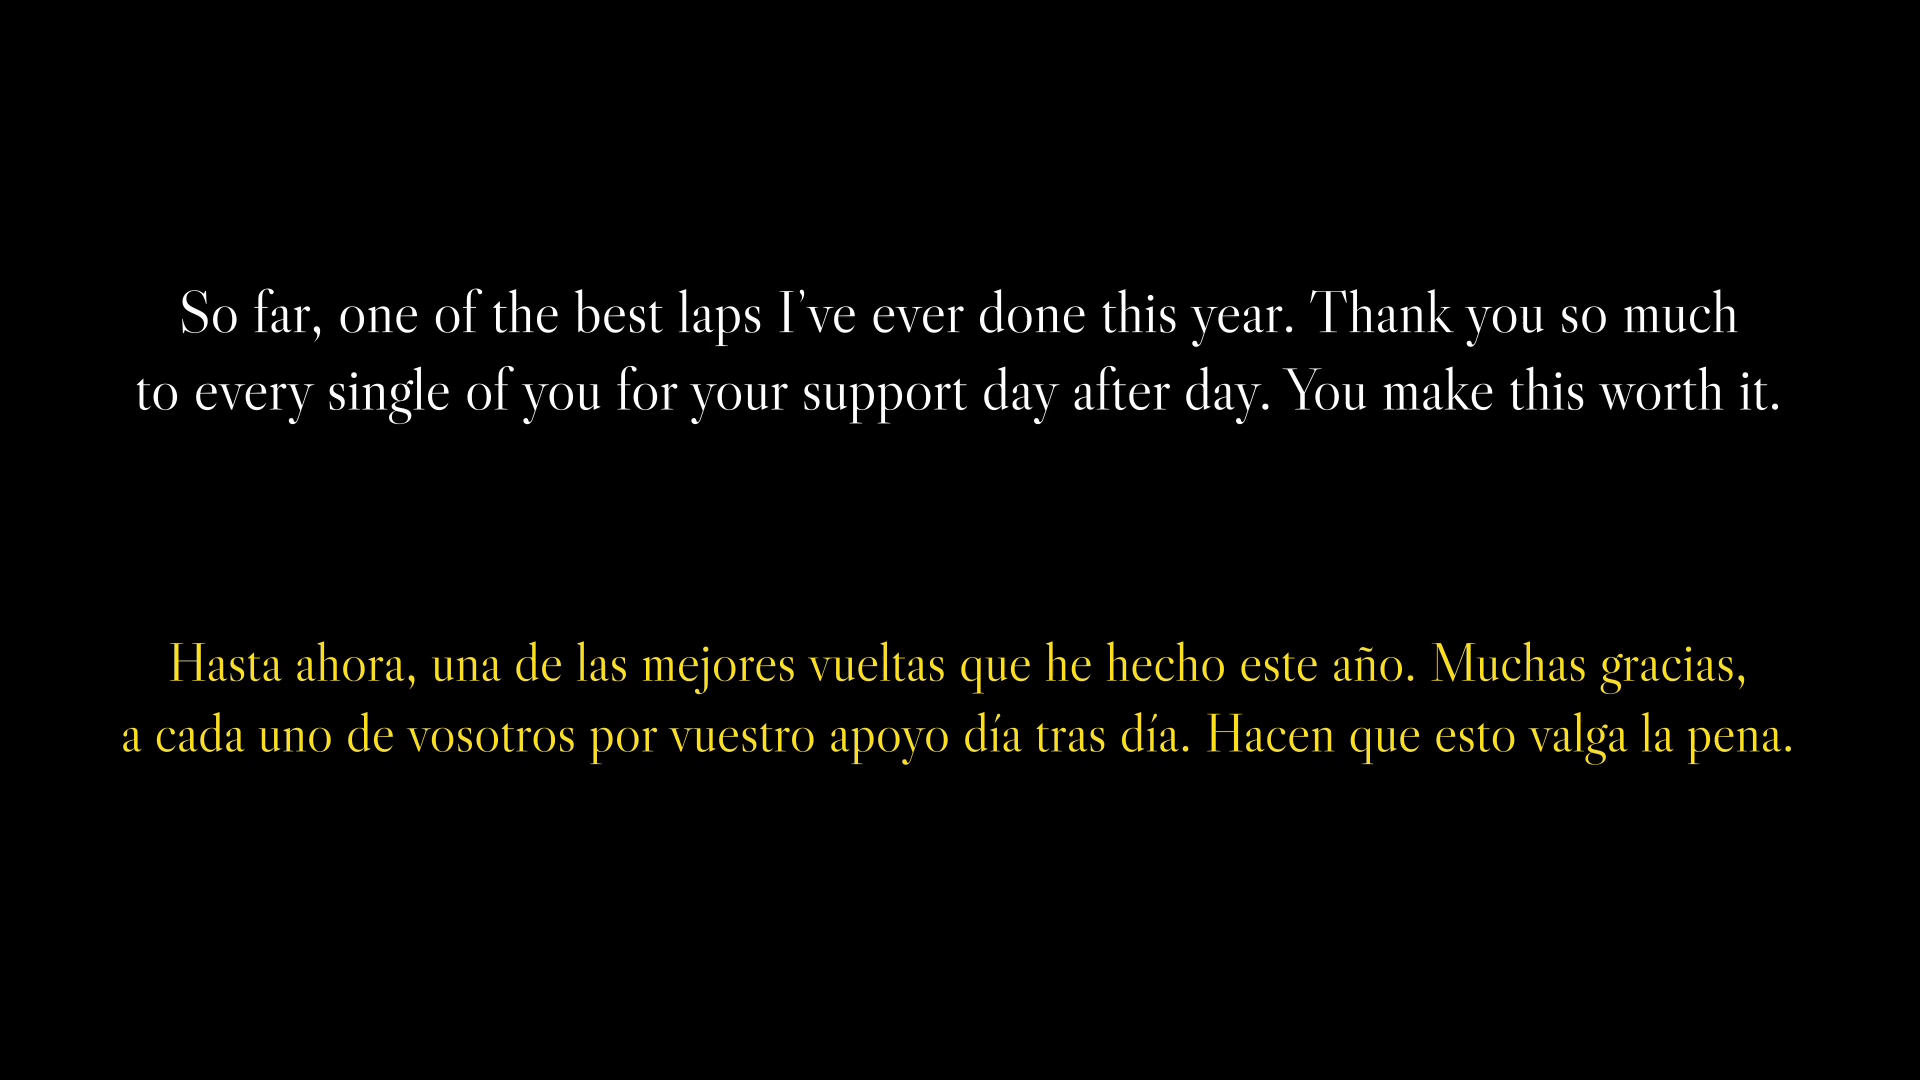 So far, one of the best laps I’ve ever done this year. Thank you so much
to every single of you for your support day after day. You make this worth it.
Hasta ahora, una de las mejores vueltas que he hecho este año. Muchas gracias,
a cada uno de vosotros por vuestro apoyo día tras día. Hacen que esto valga la pena.